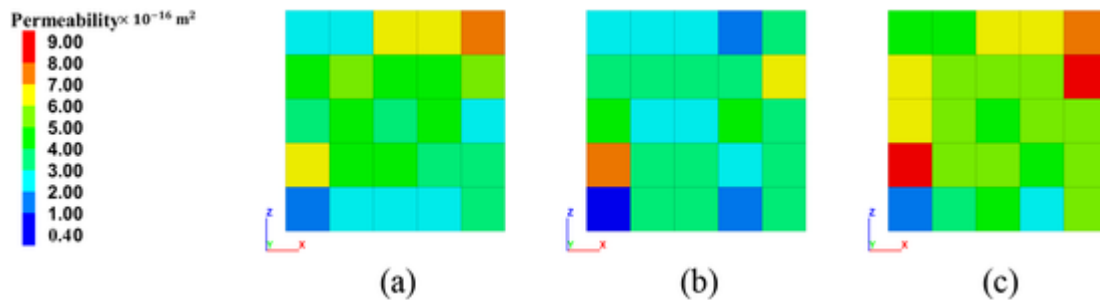 Permeability× 10⁻¹⁶ m²
9.00
8.00
7.00
6.00
5.00
4.00
3.00
2.00
1.00
0.40
Z
Y X
Z
Y X
Z
Y X
(a) (b) (c)